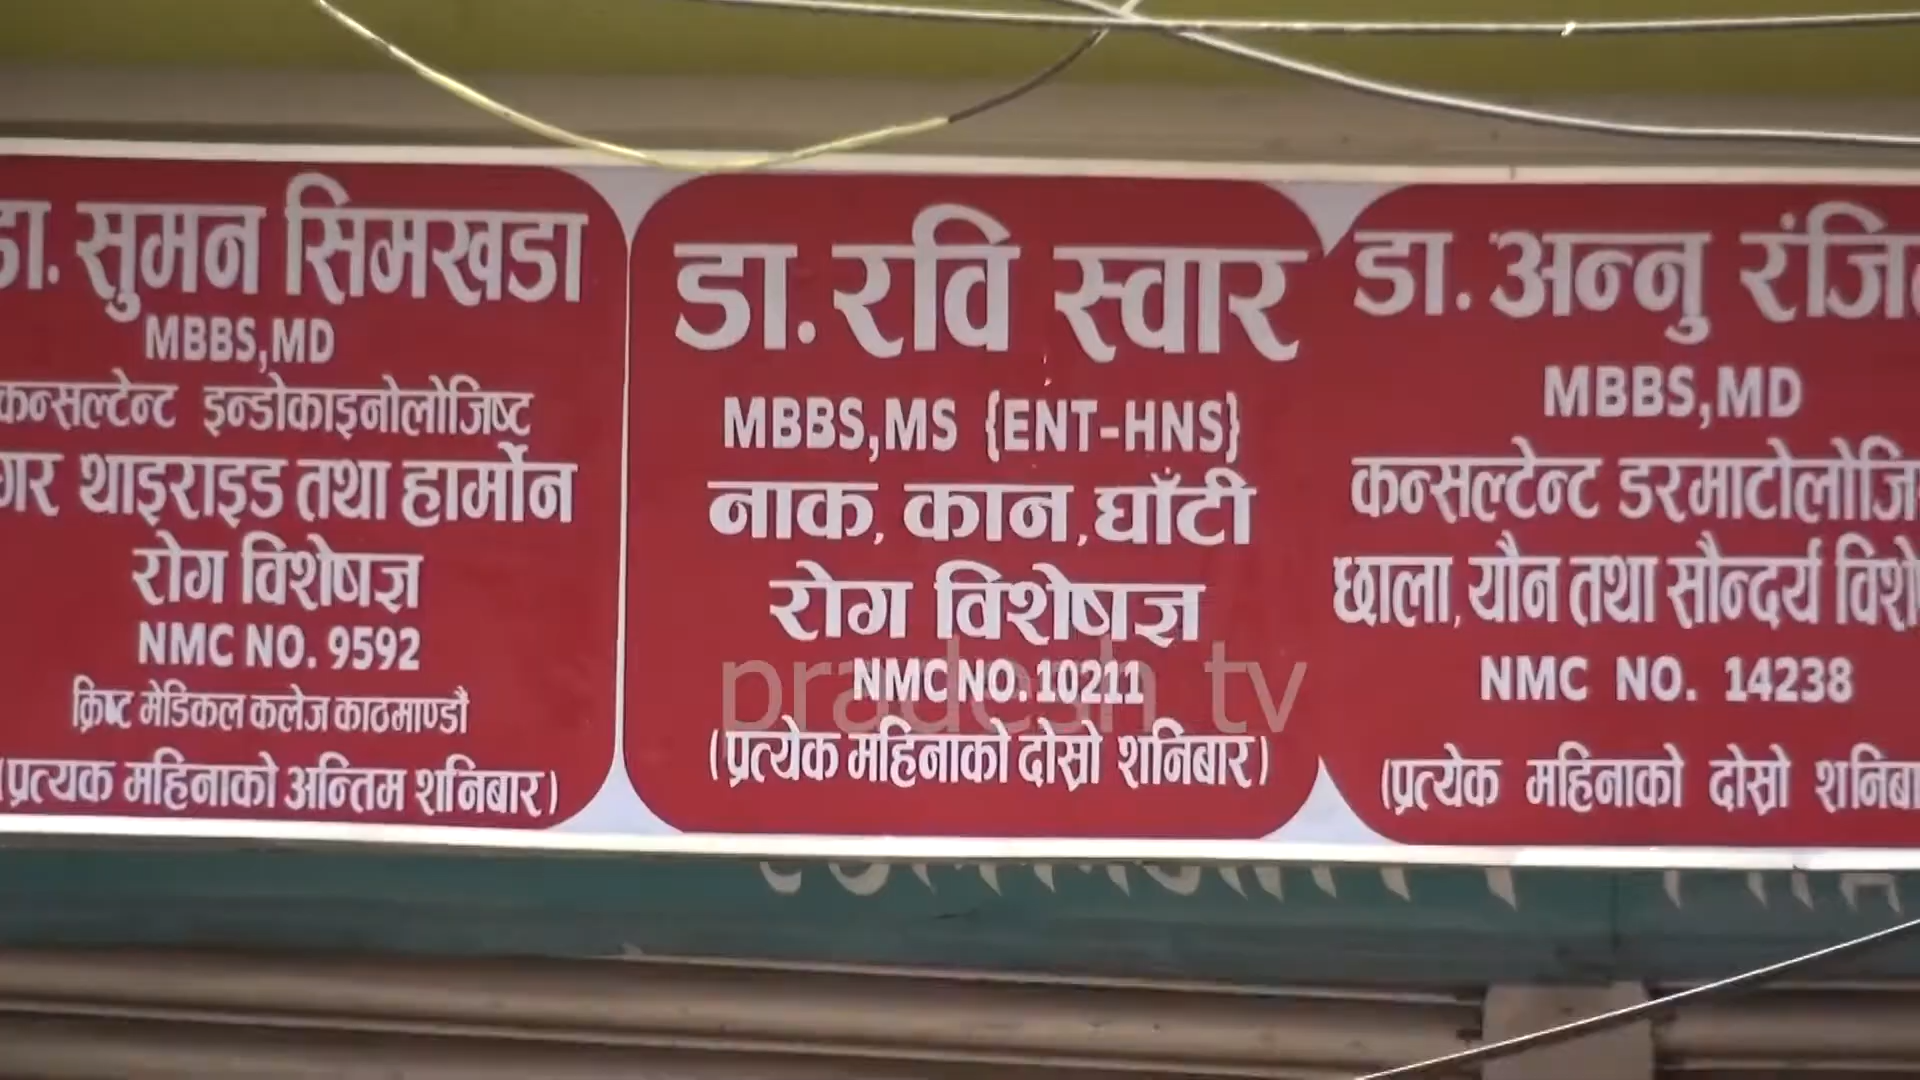 डा. सुमन सिमखडा
MBBS,MD
कन्सल्टेन्ट इन्डोकाइनोलोजिष्ट
थाइराइड तथा हार्मोन
रोग विशेषज्ञ
NMC NO. 9592
क्रिष्ट मेडिकल कलेज काठमाण्डौ
(प्रत्यक महिनाको अन्तिम शनिबार)
डा. रवि स्वार
MBBS,MS {ENT-HNS}
नाक, कान, घाँटी
रोग विशेषज्ञ
NMC NO. 10211
(प्रत्येक महिनाको दोस्रो शनिबार)
डा. अन्नु
MBBS,MD
कन्सल्टेन्ट
छाला, यौन तथा सौन्दर्य
NMC NO. 14238
(प्रत्येक महिनाको दोस्रो
pradesh tv